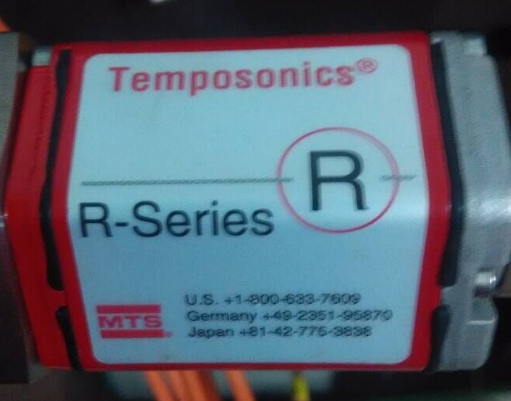 Temposonics®
R
R-Series
MTS®
U.S. +1-800-633-7609
Germany +49-2351-95870
Japan +81-42-775-3838